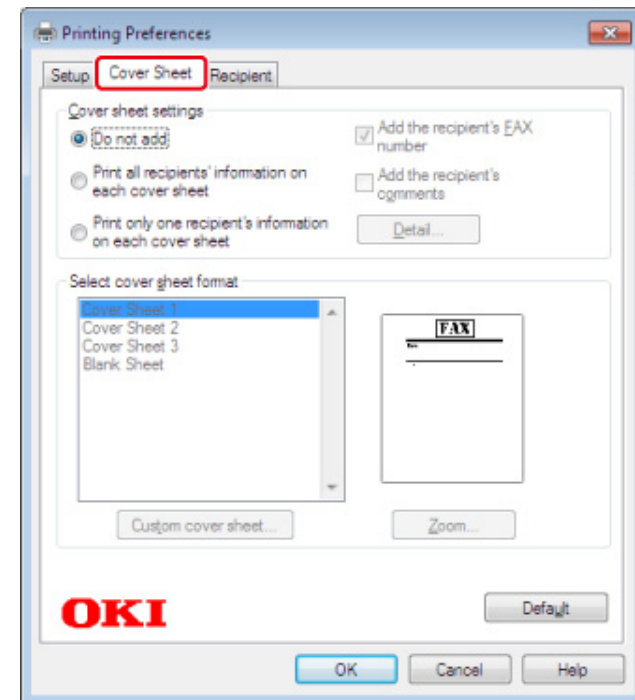 Printing Preferences
Setup Cover Sheet Recipient
Cover sheet settings
Do not add
Print all recipients' information on
each cover sheet
Print only one recipient's information
on each cover sheet
Add the recipient's FAX
number
Add the recipient's
comments
Detail...
Select cover sheet format
Cover Sheet 1
Cover Sheet 2
Cover Sheet 3
Blank Sheet
FAX
Custom cover sheet...
Zoom...
OKI
Default
OK Cancel Help